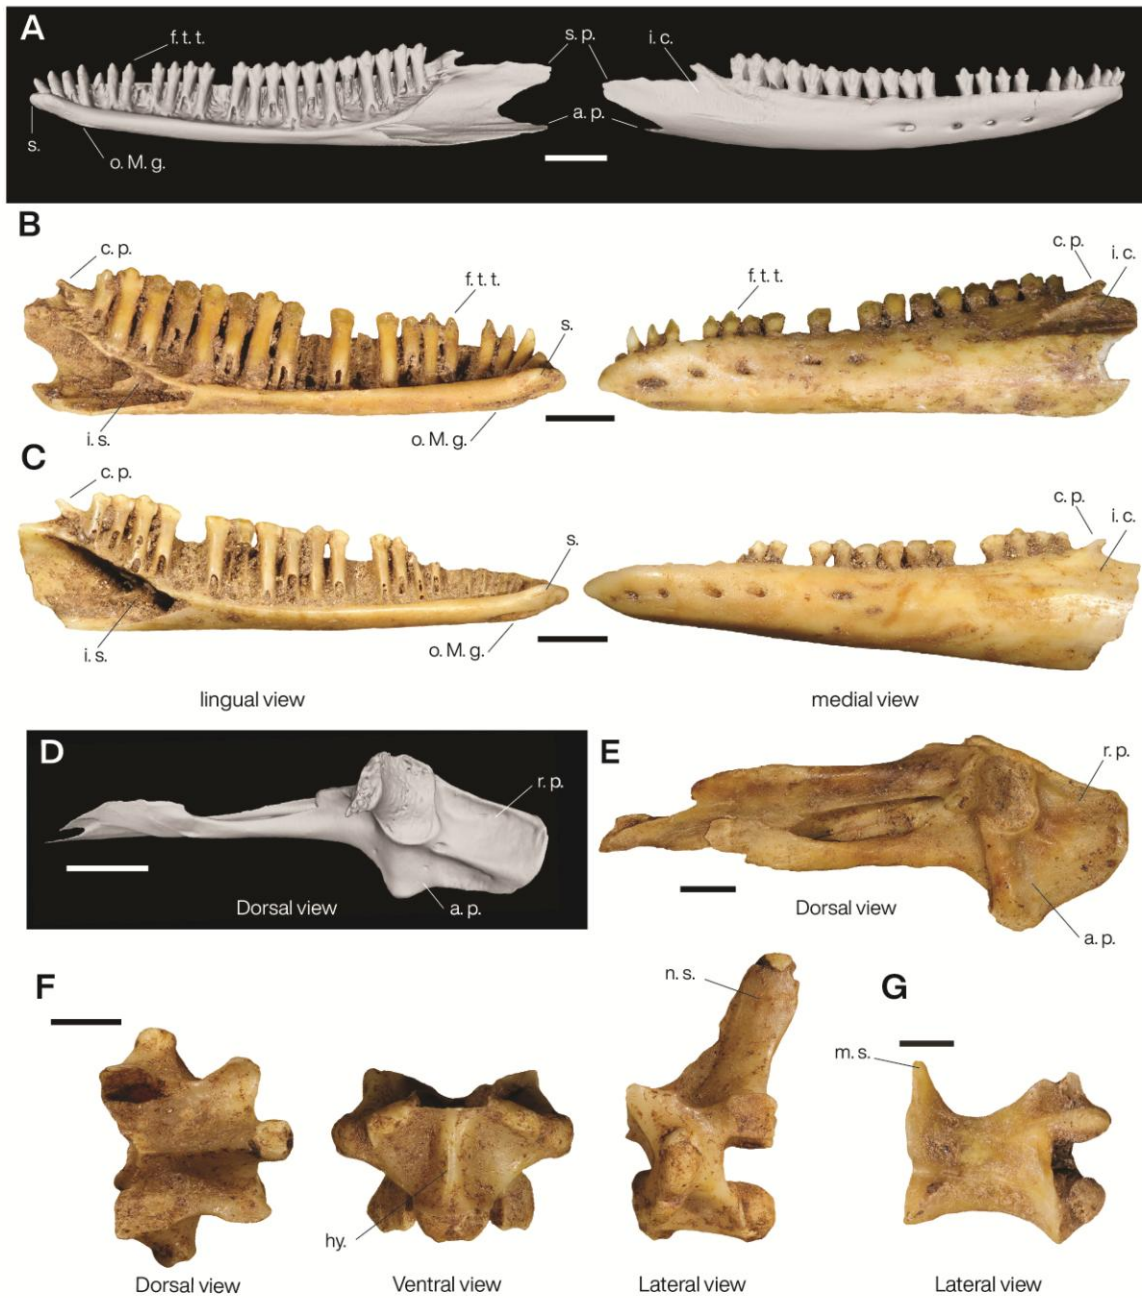 A
f. t. t.
s. p.
i. c.
a. p.
s.
o. M. g.
B
c. p.
f. t. t.
s.
i. s.
o. M. g.
f. t. t.
c. p.
i. c.
C
c. p.
s.
i. s.
o. M. g.
c. p.
i. c.
lingual view
medial view
D
r. p.
a. p.
Dorsal view
E
r. p.
Dorsal view
a. p.
F
n. s.
G
m. s.
hy.
Dorsal view
Ventral view
Lateral view
Lateral view